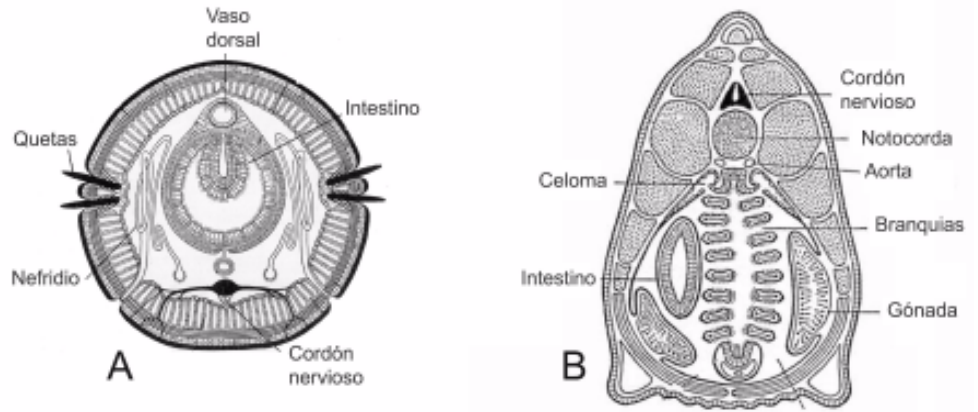 Vaso
dorsal
Intestino
Quetas
Nefridio
Cordón
nervioso
A
Cordón
nervioso
Notocorda
Aorta
Celoma
Branquias
Intestino
Gónada
B